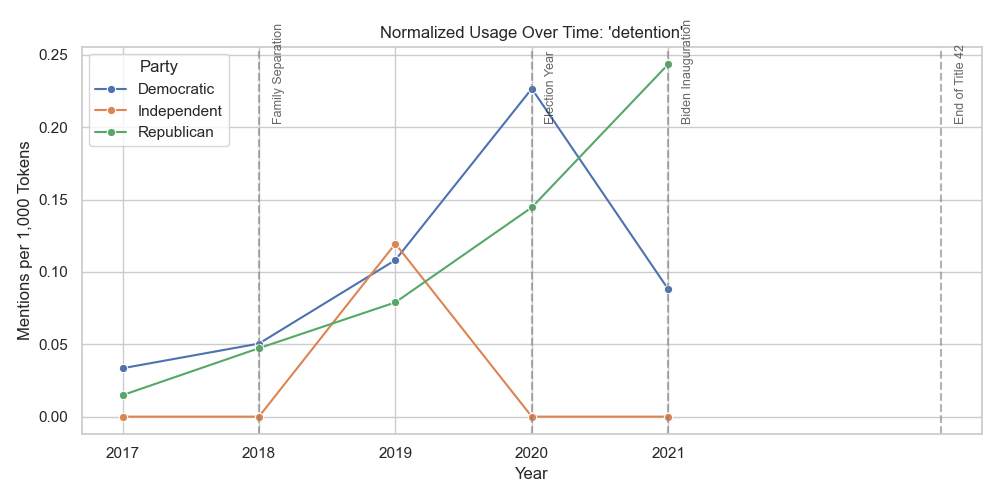 Normalized Usage Over Time: 'detention'
Mentions per 1,000 Tokens
0.25
0.20
0.15
0.10
0.05
0.00
Party
Democratic
Independent
Republican
Family Separation
Election Year
Biden Inauguration
End of Title 42
2017
2018
2019
2020
2021
Year